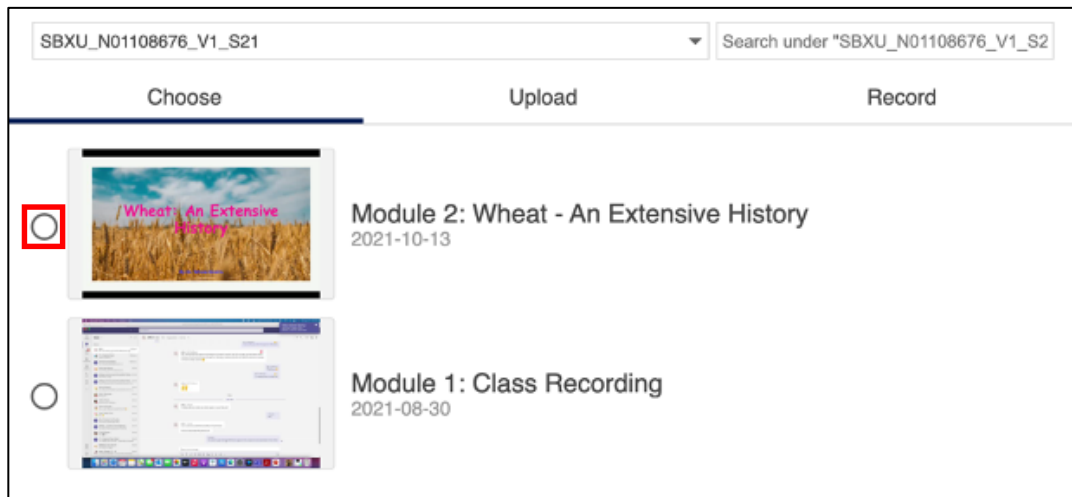 SBXU_N01108676_V1_S21
Search under "SBXU_N01108676_V1_S2
Choose
Upload
Record
Wheat: An Extensive
History
Module 2: Wheat - An Extensive History
2021-10-13
Module 1: Class Recording
2021-08-30